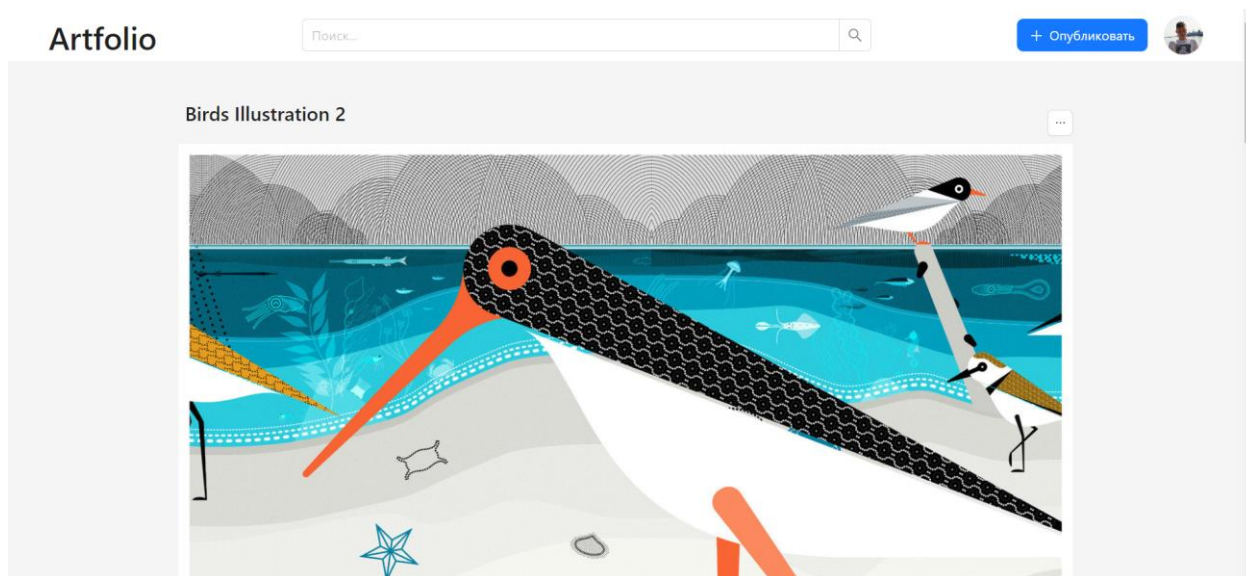 Artfolio
Поиск...
+ Опубликовать
Birds Illustration 2
...